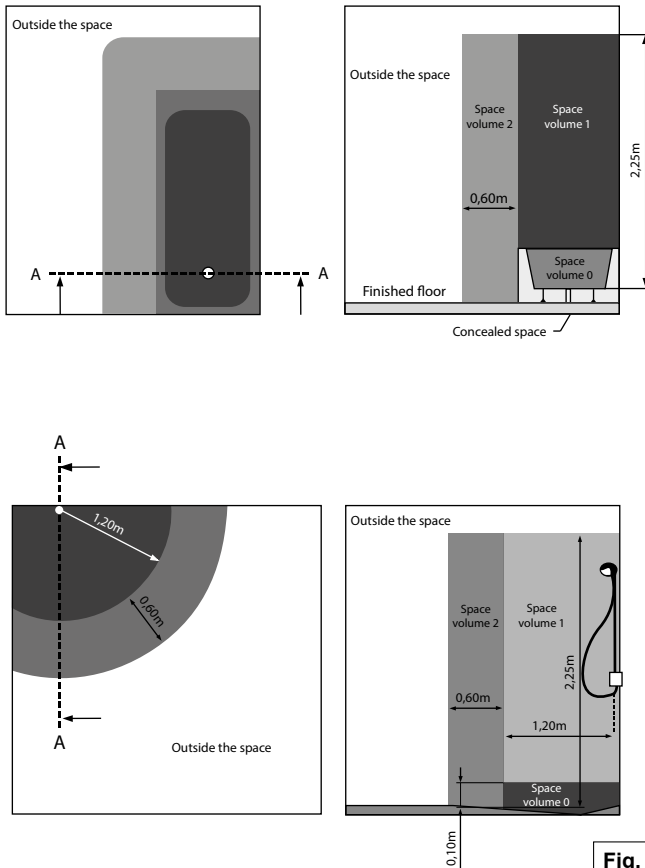 Outside the space
A
A
Outside the space
Space
volume 2
Space
volume 1
2,25m
0,60m
Space
volume 0
Finished floor
Concealed space
A
1,20m
0,60m
A
Outside the space
Outside the space
Space
volume 2
Space
volume 1
2,25m
0,60m
1,20m
Space
volume 0
0,10m
Fig.